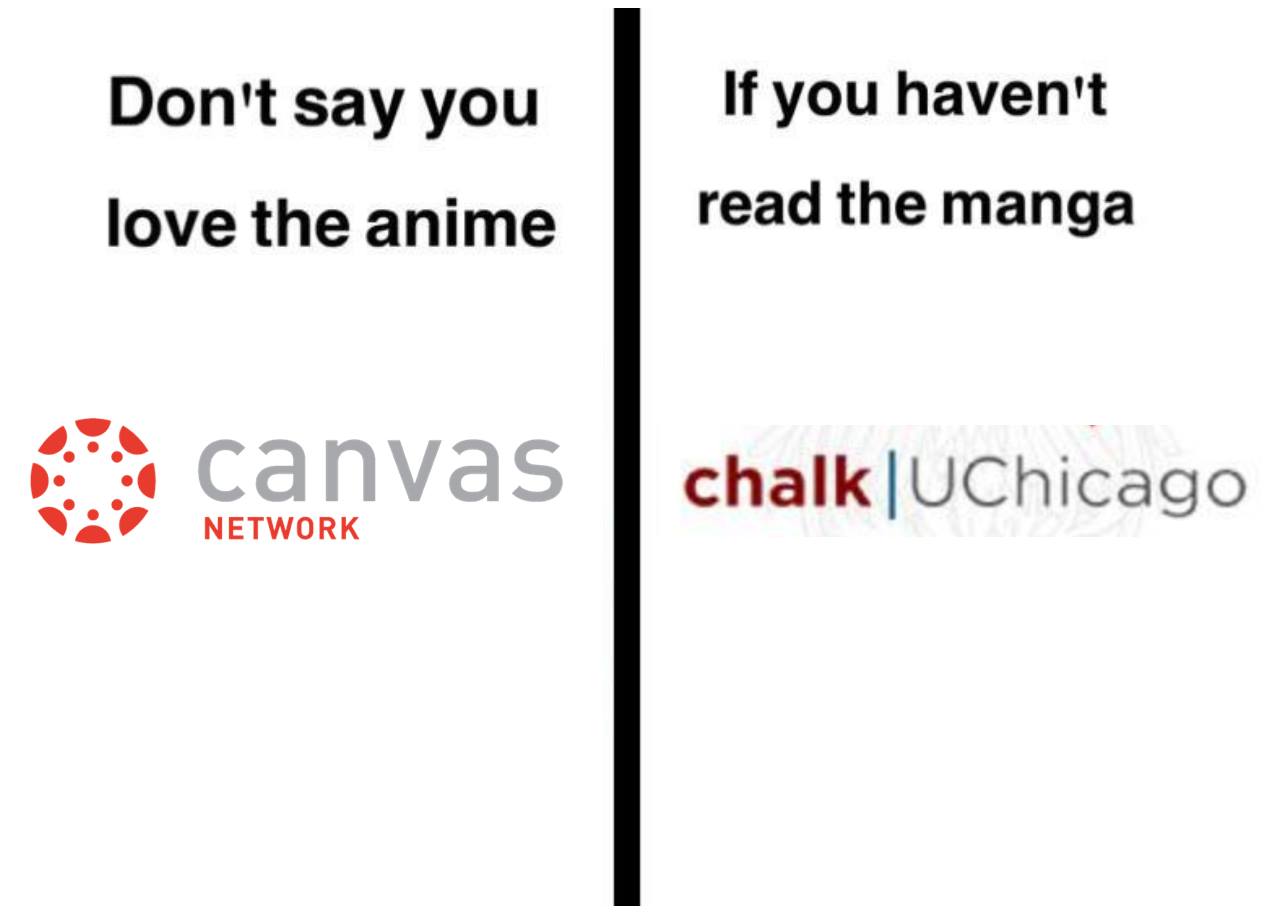 Don't say you
love the anime
canvas
NETWORK
If you haven't
read the manga
chalk | UChicago